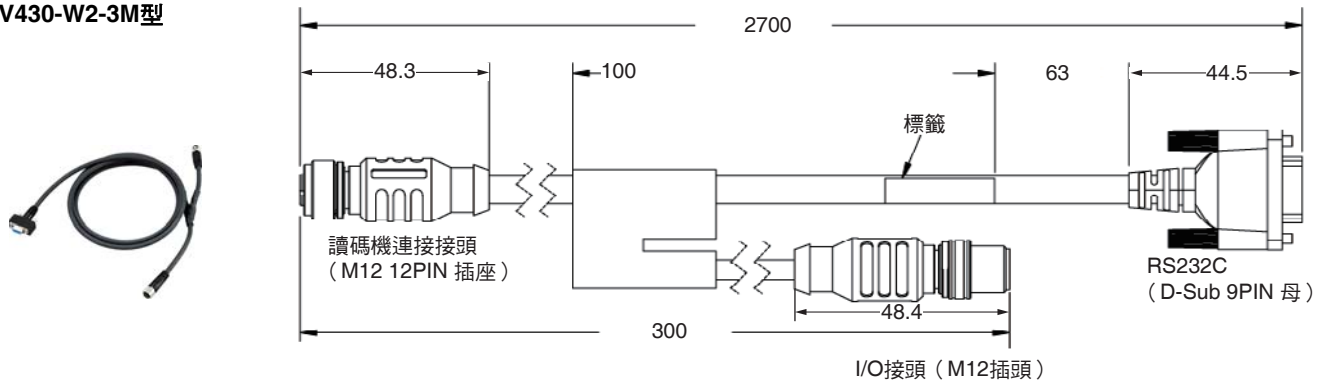 V430-W2-3M型
2700
48.3
100
63
44.5
標籤
讀碼機連接接頭
（M12 12PIN 插座）
RS232C
（D-Sub 9PIN 母）
48.4
300
I/O接頭（M12插頭）